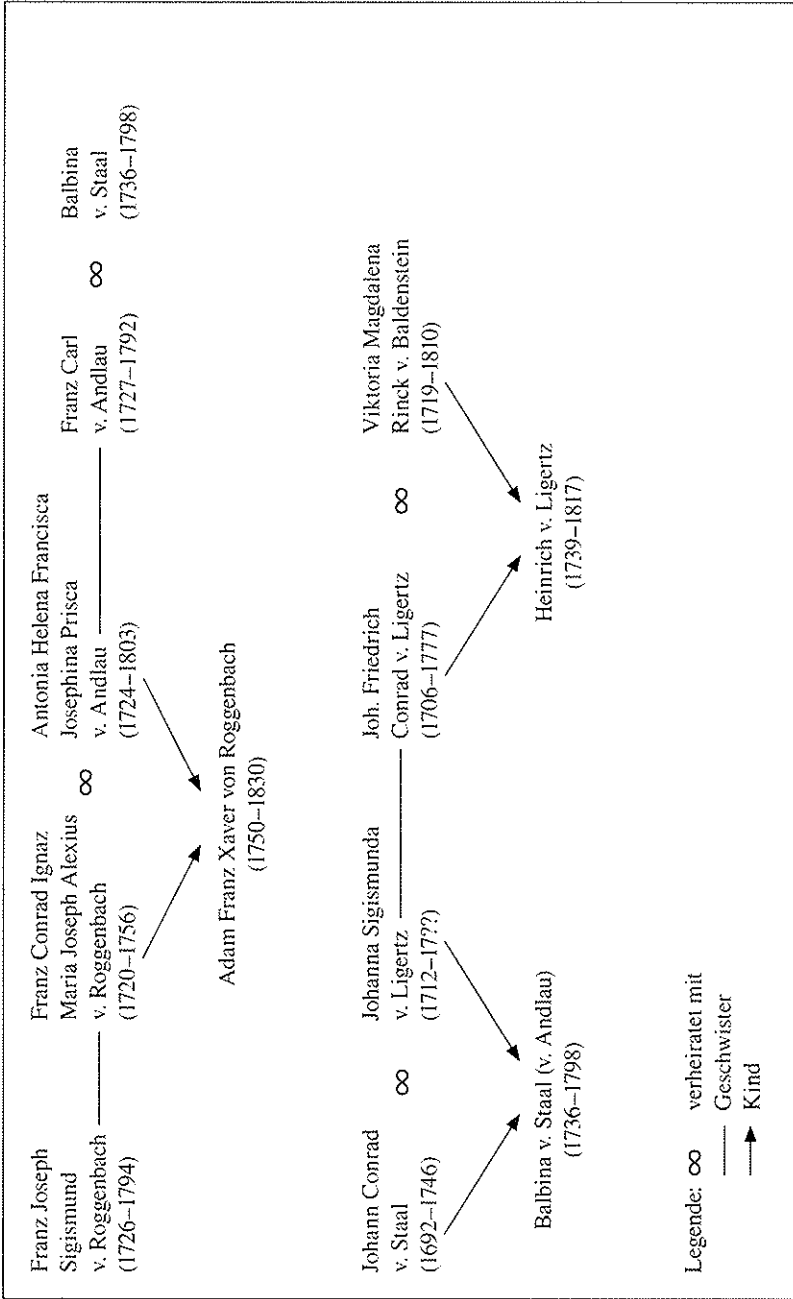 Franz Joseph
Sigismund
v. Roggenbach
(1726–1794)
Franz Conrad Ignaz
Maria Joseph Alexius
v. Roggenbach
(1720–1756)
∞
Antonia Helena Francisca
Josephina Prisca
v. Andlau
(1724–1803)
Franz Carl
v. Andlau
(1727–1792)
∞
Balbina
v. Staal
(1736–1798)
Adam Franz Xaver von Roggenbach
(1750–1830)
Johann Conrad
v. Staal
(1692–1746)
∞
Johanna Sigismunda
v. Ligertz
(1712–17??)
Joh. Friedrich
Conrad v. Ligertz
(1706–1777)
∞
Viktoria Magdalena
Rinck v. Baldenstein
(1719–1810)
Balbina v. Staal (v. Andlau)
(1736–1798)
Heinrich v. Ligertz
(1739–1817)
Legende: ∞ verheiratet mit
Geschwister
Kind